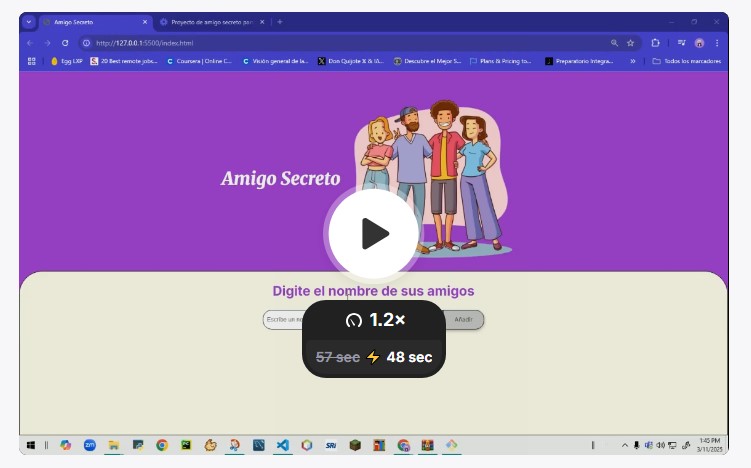 Amigo Secreto
Proyecto de amigo secreto par
http://127.0.0.1:5500/index.html
Egg LXP
20 Best remote jobs...
Coursera | Online C...
Visión general de la...
Don Quijote X & IA...
Descubre el Mejor S...
Plans & Pricing to...
Preparatorio Integra...
Todos los marcadores
Amigo Secreto
Digite el nombre de sus amigos
Escribe un no
Añadir
1.2×
57 sec ⚡ 48 sec
SRi
1:45 PM
3/11/2025